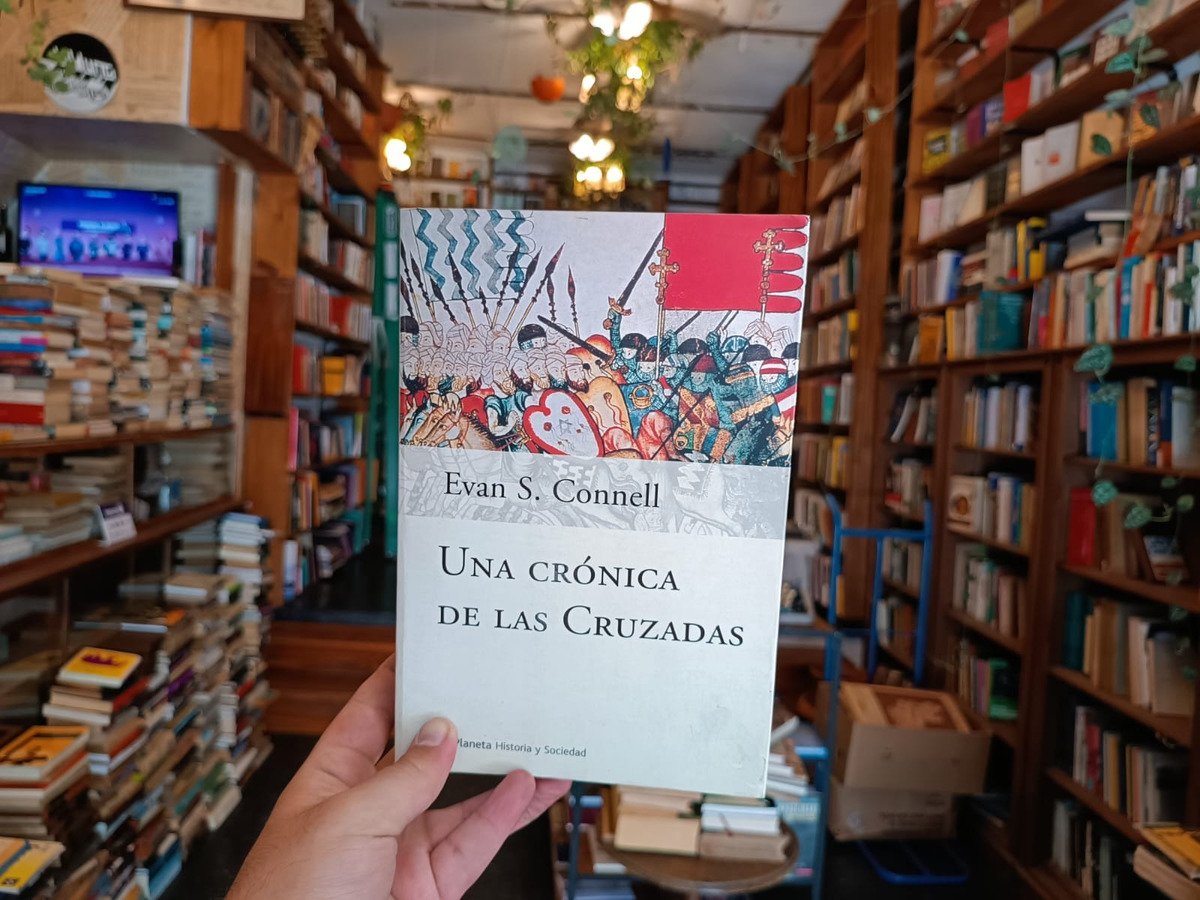 Evan S. Connell
Una crónica
de las Cruzadas
Planeta Historia y Sociedad